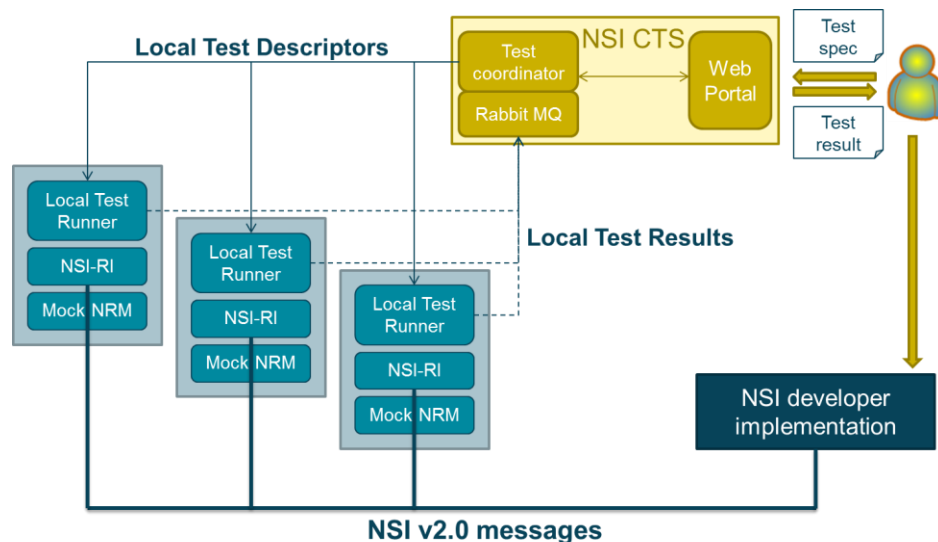 Local Test Descriptors
NSI CTS
Test
coordinator
Rabbit MQ
Web
Portal
Test
spec
Test
result
Local Test
Runner
NSI-RI
Mock NRM
Local Test
Runner
NSI-RI
Mock NRM
Local Test
Runner
NSI-RI
Mock NRM
Local Test Results
NSI developer
implementation
NSI v2.0 messages